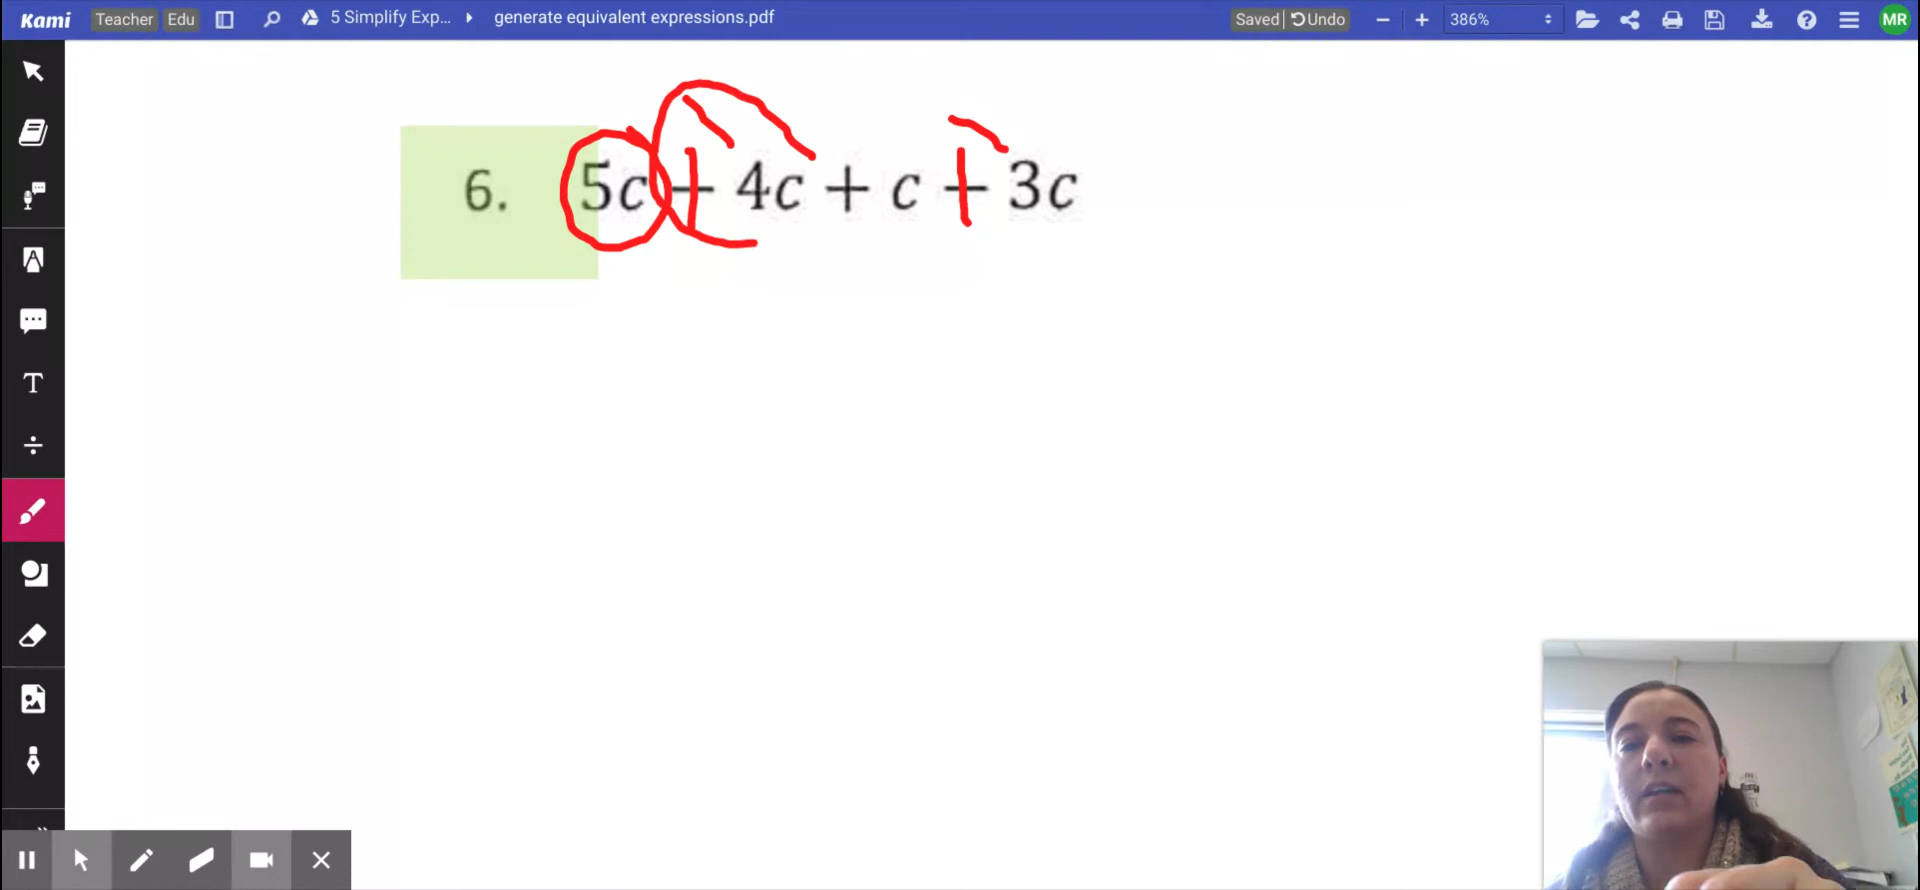 Kami Teacher Edu 5 Simplify Exp... generate equivalent expressions.pdf Saved Undo 386% MR
6. 5c + 4c + c + 3c
T